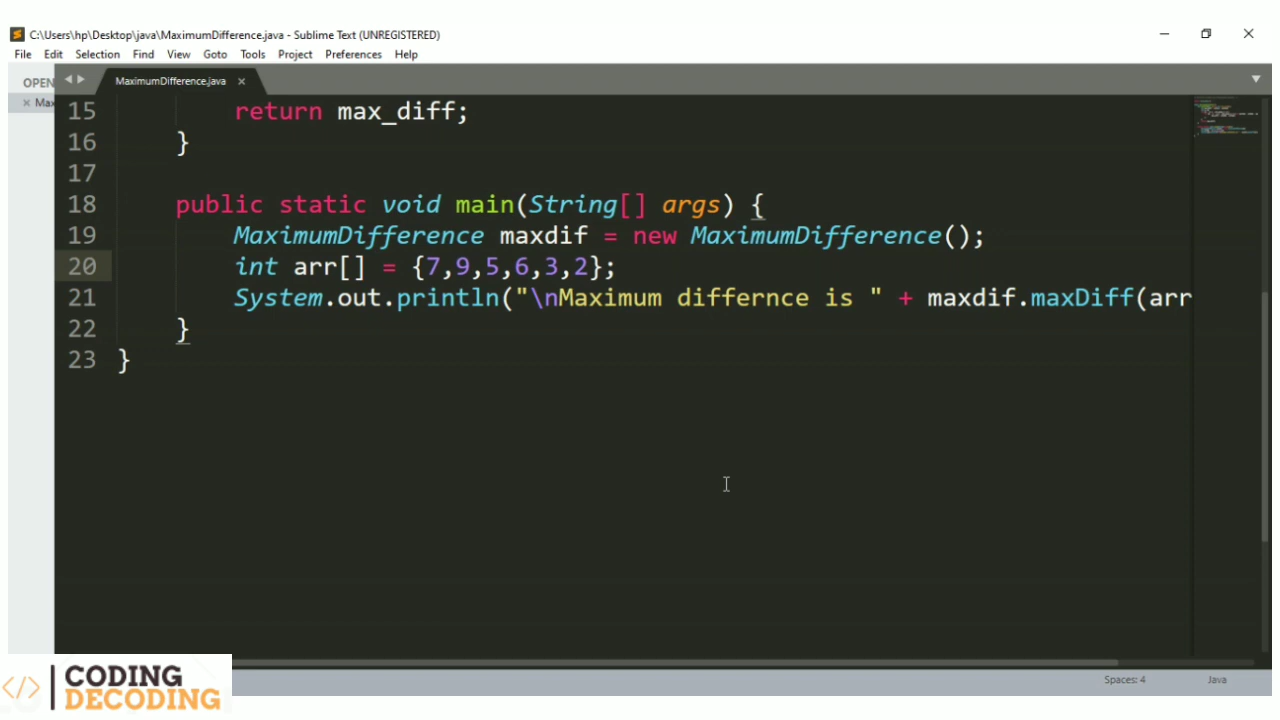 C:\Users\hp\Desktop\java\MaximumDifference.java - Sublime Text (UNREGISTERED)
File Edit Selection Find View Goto Tools Project Preferences Help
OPEN
MaximumDifference.java ×
× Max
15 return max_diff;
16 }
17
18 public static void main(String[] args) {
19 MaximumDifference maxdif = new MaximumDifference();
20 int arr[] = {7,9,5,6,3,2};
21 System.out.println("\nMaximum differnce is " + maxdif.maxDiff(arr
22 }
23 }
</> CODING
DECODING
Spaces: 4 Java